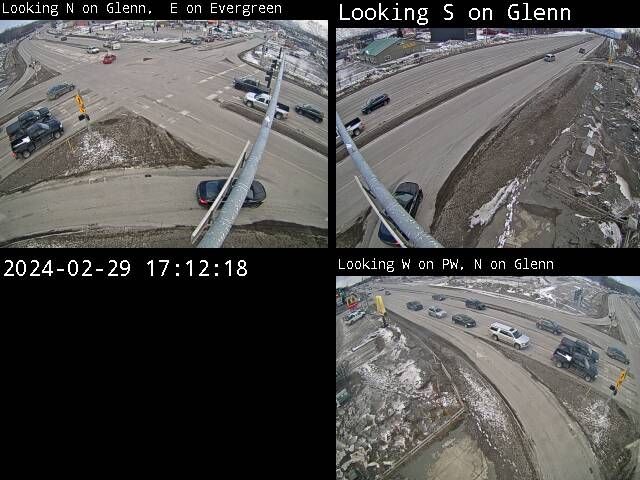 Looking N on Glenn, E on Evergreen
Looking S on Glenn
2024-02-29 17:12:18
Looking W on PW, N on Glenn